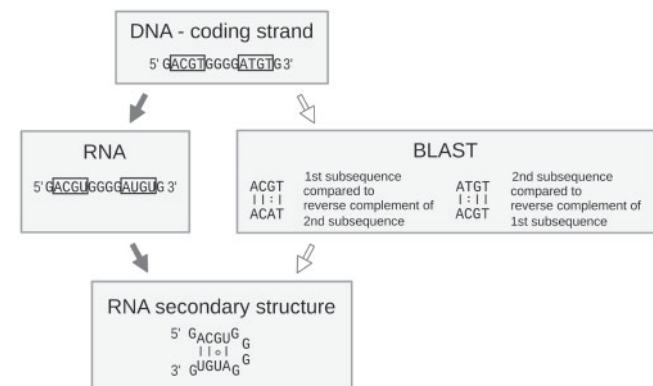 DNA - coding strand
5' GACGTGGGGATGTG3'
RNA
5'GACGUGGGGAUGUG 3'
BLAST
ACGT
||:|
ACAT
1st subsequence
compared to
reverse complement of
2nd subsequence
ATGT
|:||
ACGT
2nd subsequence
compared to
reverse complement of
1st subsequence
RNA secondary structure
5' GACGUG
G
||o|
G
3' GUGUAG